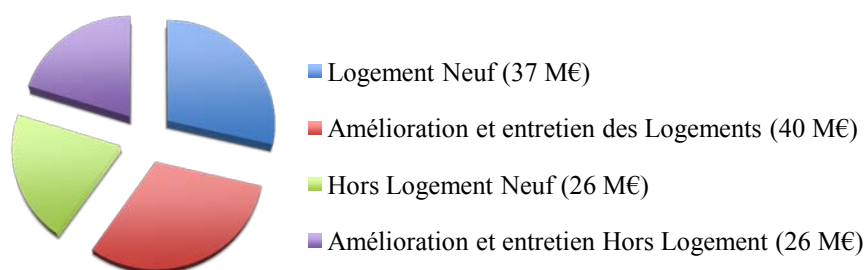 Logement Neuf (37 M€)
Amélioration et entretien des Logements (40 M€)
Hors Logement Neuf (26 M€)
Amélioration et entretien Hors Logement (26 M€)